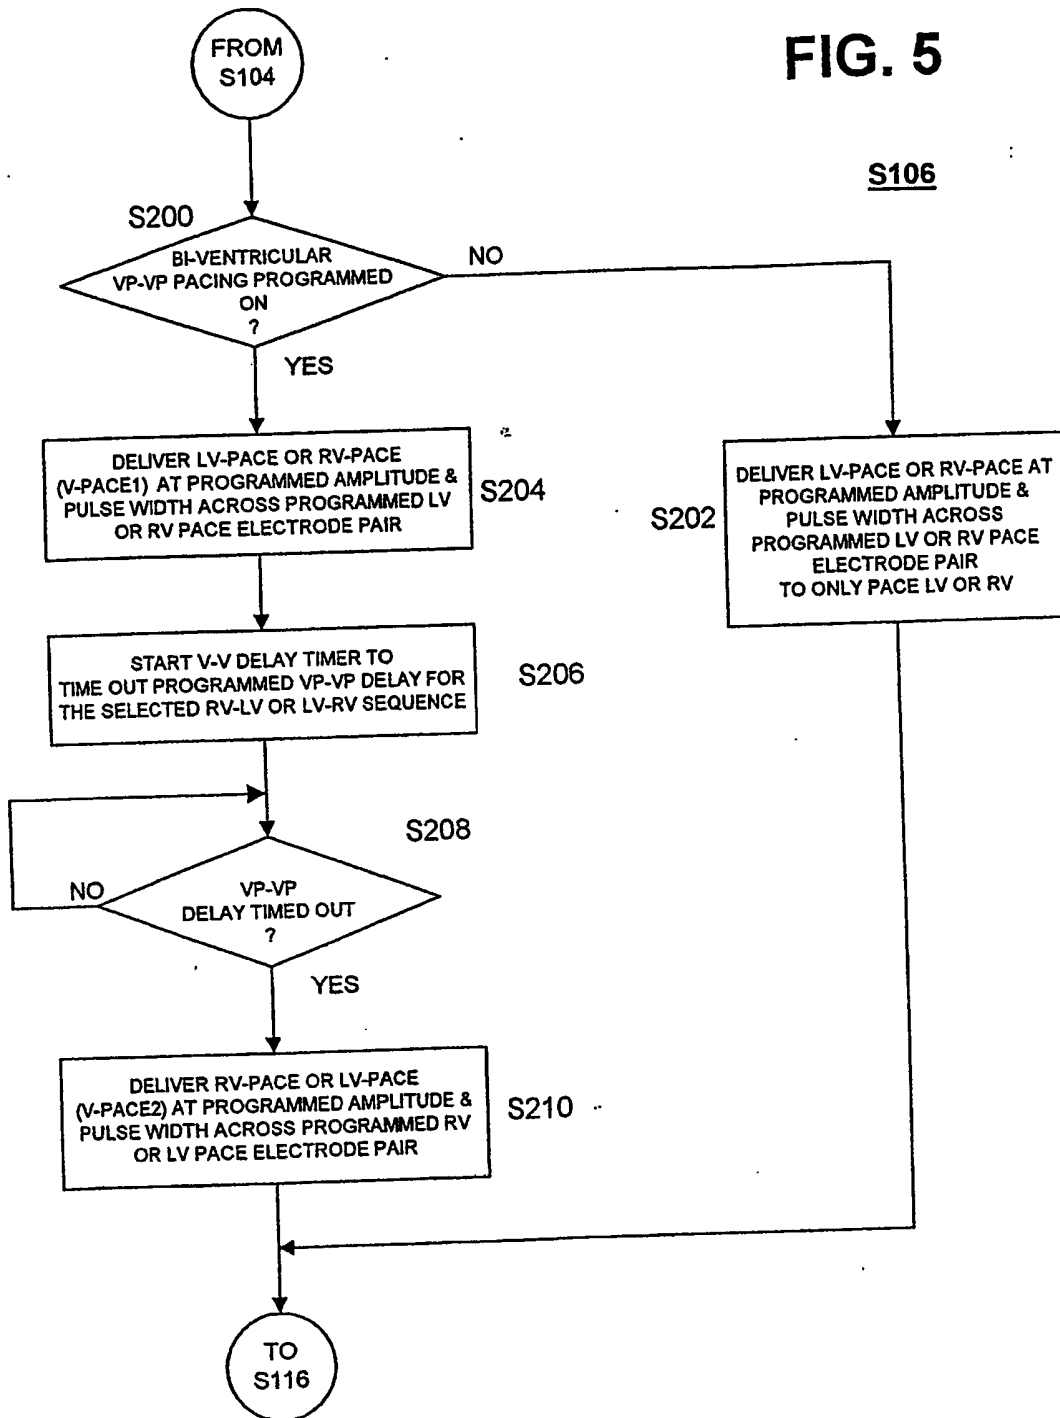 FROM
S104
FIG. 5
S106
S200
BI-VENTRICULAR
VP-VP PACING PROGRAMMED
ON
?
NO
YES
DELIVER LV-PACE OR RV-PACE
(V-PACE1) AT PROGRAMMED AMPLITUDE &
PULSE WIDTH ACROSS PROGRAMMED LV
OR RV PACE ELECTRODE PAIR
S204
S202
DELIVER LV-PACE OR RV-PACE AT
PROGRAMMED AMPLITUDE &
PULSE WIDTH ACROSS
PROGRAMMED LV OR RV PACE
ELECTRODE PAIR
TO ONLY PACE LV OR RV
START V-V DELAY TIMER TO
TIME OUT PROGRAMMED VP-VP DELAY FOR
THE SELECTED RV-LV OR LV-RV SEQUENCE
S206
S208
NO
VP-VP
DELAY TIMED OUT
?
YES
DELIVER RV-PACE OR LV-PACE
(V-PACE2) AT PROGRAMMED AMPLITUDE &
PULSE WIDTH ACROSS PROGRAMMED RV
OR LV PACE ELECTRODE PAIR
S210
TO
S116